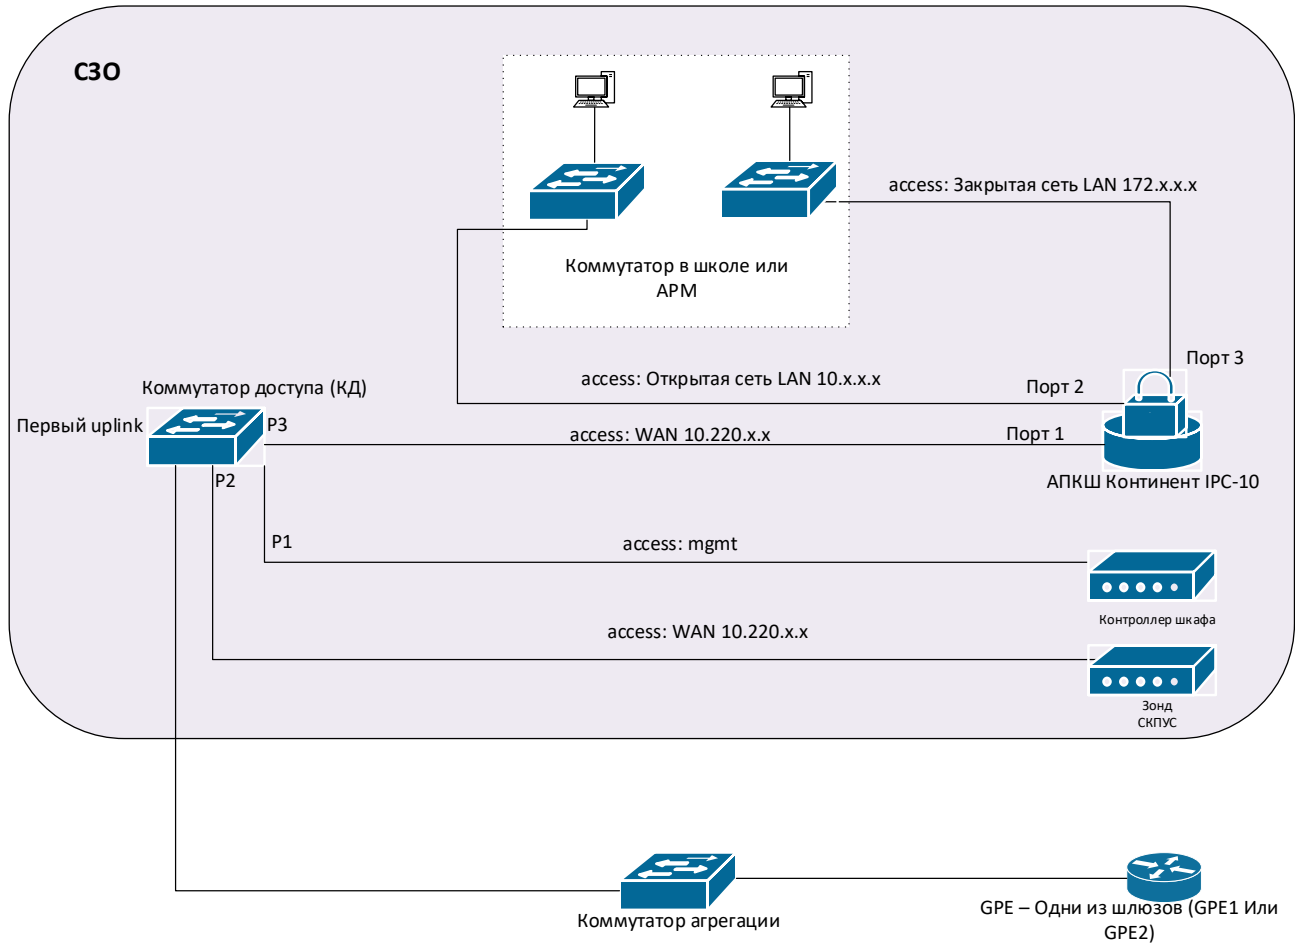 СЗО
access: Закрытая сеть LAN 172.x.x.x
Коммутатор в школе или
АРМ
Порт 3
Коммутатор доступа (КД)
access: Открытая сеть LAN 10.x.x.x
Порт 2
Первый uplink
P3
access: WAN 10.220.x.x
Порт 1
P2
АПКШ Континент IPC-10
P1
access: mgmt
Контроллер шкафа
access: WAN 10.220.x.x
Зонд
СКПУС
Коммутатор агрегации
GPE – Одни из шлюзов (GPE1 Или
GPE2)